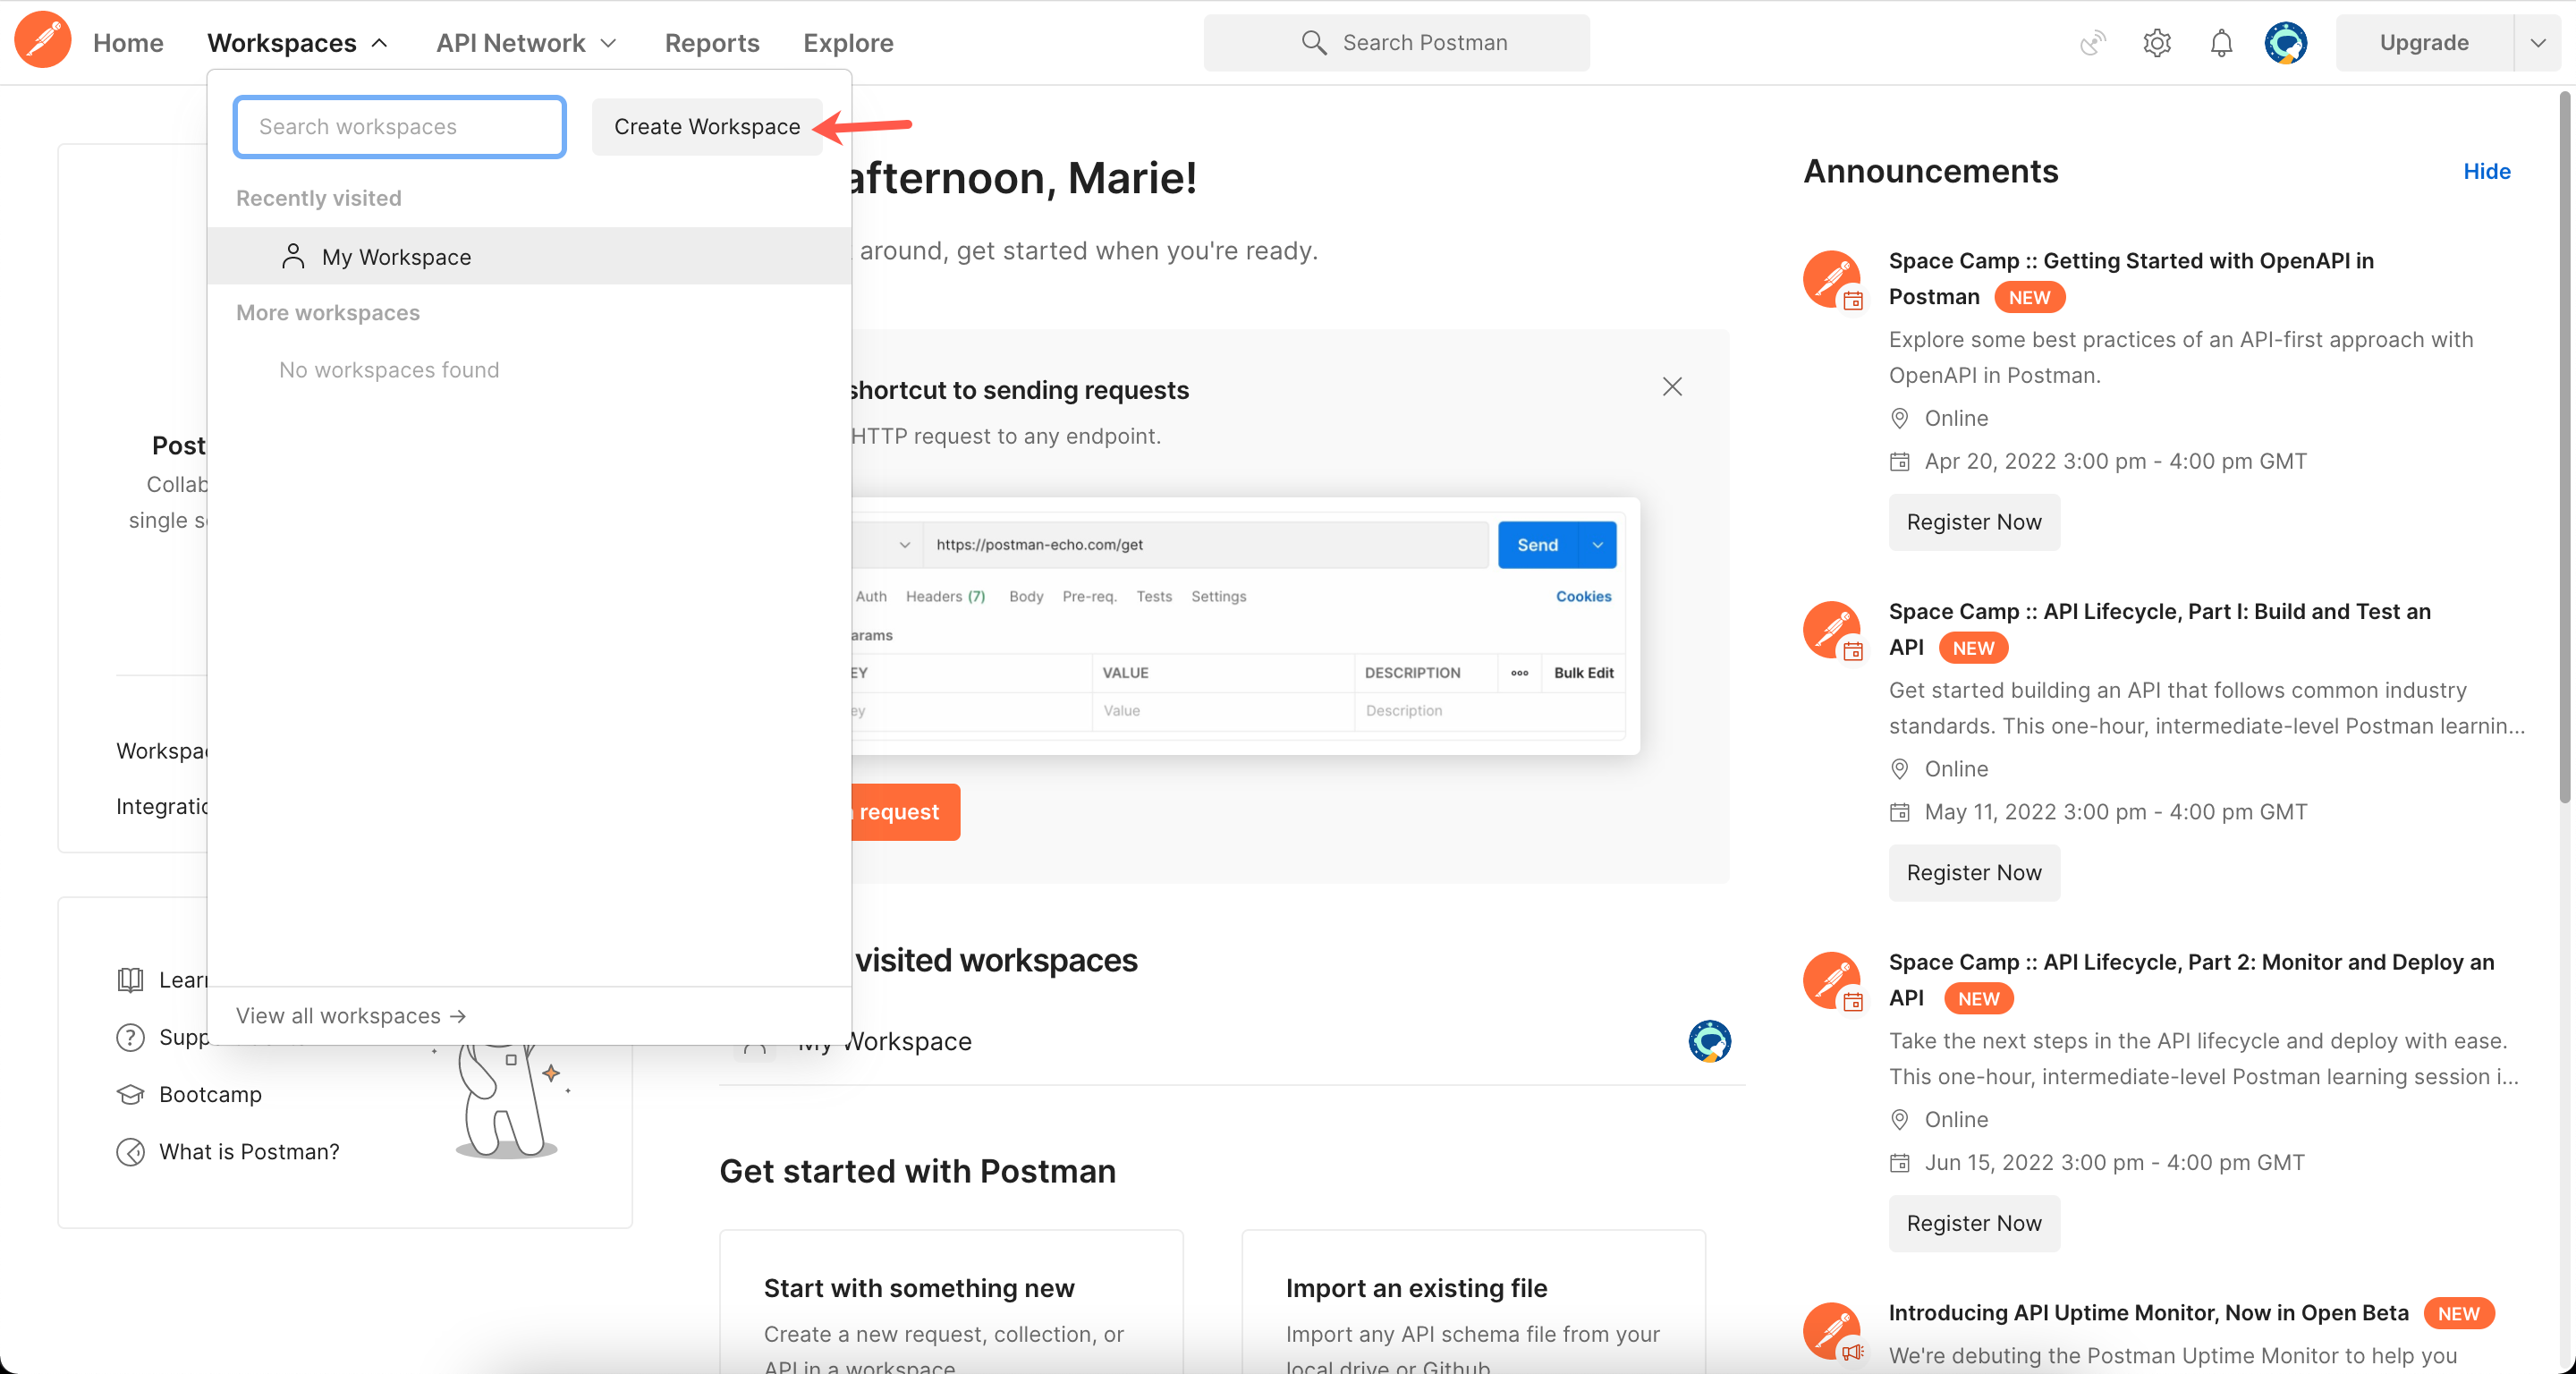 Home
Workspaces
API Network
Reports
Explore
Search Postman
Upgrade
Search workspaces
Create Workspace
Recently visited
My Workspace
More workspaces
No workspaces found
View all workspaces →
Post
Collab
single s
Workspa
Integratio
Lear
Supp
Bootcamp
What is Postman?
afternoon, Marie!
around, get started when you're ready.
shortcut to sending requests
HTTP request to any endpoint.
https://postman-echo.com/get
Send
Auth Headers (7) Body Pre-req. Tests Settings
Cookies
arams
EY VALUE DESCRIPTION ooo Bulk Edit
ey Value Description
request
visited workspaces
My Workspace
Get started with Postman
Start with something new
Create a new request, collection, or
API in a workspace
Import an existing file
Import any API schema file from your
local drive or Github
Announcements
Hide
Space Camp :: Getting Started with OpenAPI in
Postman NEW
Explore some best practices of an API-first approach with
OpenAPI in Postman.
Online
Apr 20, 2022 3:00 pm - 4:00 pm GMT
Register Now
Space Camp :: API Lifecycle, Part I: Build and Test an
API NEW
Get started building an API that follows common industry
standards. This one-hour, intermediate-level Postman learnin...
Online
May 11, 2022 3:00 pm - 4:00 pm GMT
Register Now
Space Camp :: API Lifecycle, Part 2: Monitor and Deploy an
API NEW
Take the next steps in the API lifecycle and deploy with ease.
This one-hour, intermediate-level Postman learning session i...
Online
Jun 15, 2022 3:00 pm - 4:00 pm GMT
Register Now
Introducing API Uptime Monitor, Now in Open Beta NEW
We're debuting the Postman Uptime Monitor to help you